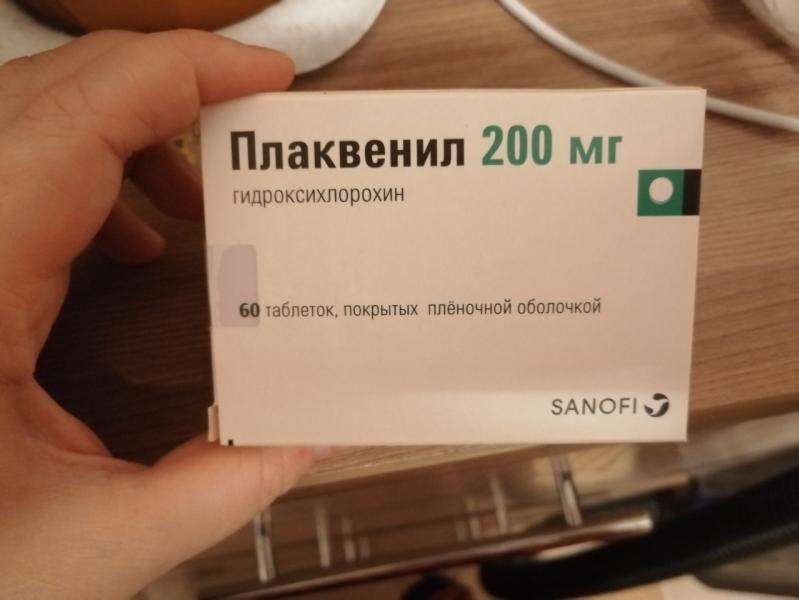 Плаквенил 200 мг
гидроксихлорохин
60 таблеток, покрытых плёночной оболочкой
SANOFI